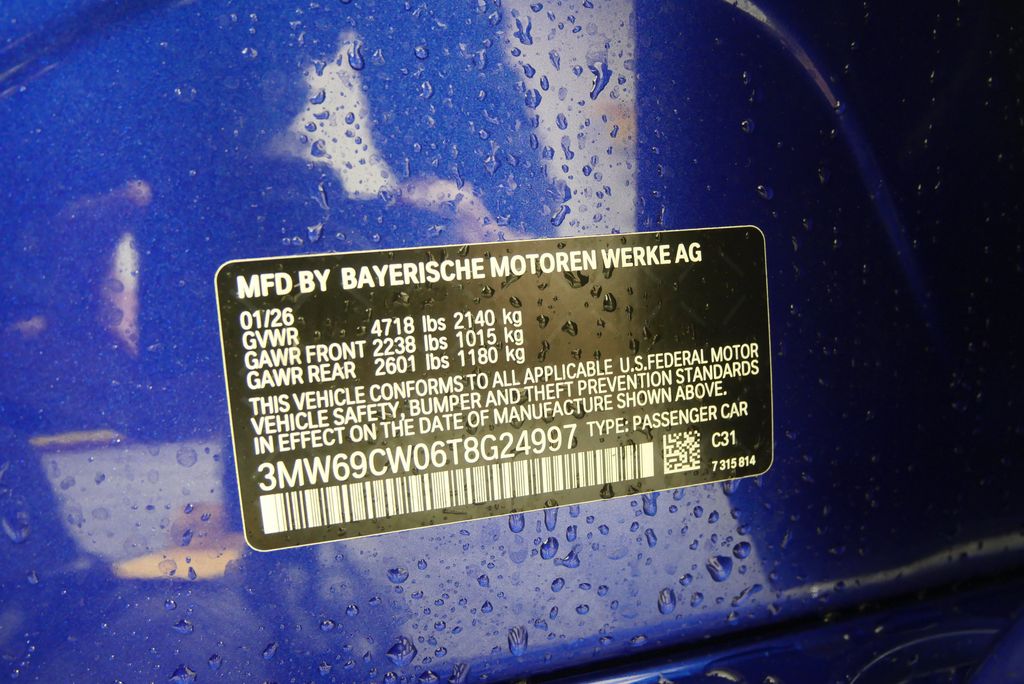 MFD BY BAYERISCHE MOTOREN WERKE AG
01/26
GVWR 4718 lbs 2140 kg
GAWR FRONT 2238 lbs 1015 kg
GAWR REAR 2601 lbs 1180 kg
THIS VEHICLE CONFORMS TO ALL APPLICABLE U.S.FEDERAL MOTOR
VEHICLE SAFETY, BUMPER AND THEFT PREVENTION STANDARDS
IN EFFECT ON THE DATE OF MANUFACTURE SHOWN ABOVE.
3MW69CW06T8G24997 TYPE: PASSENGER CAR
C31
7 315 814